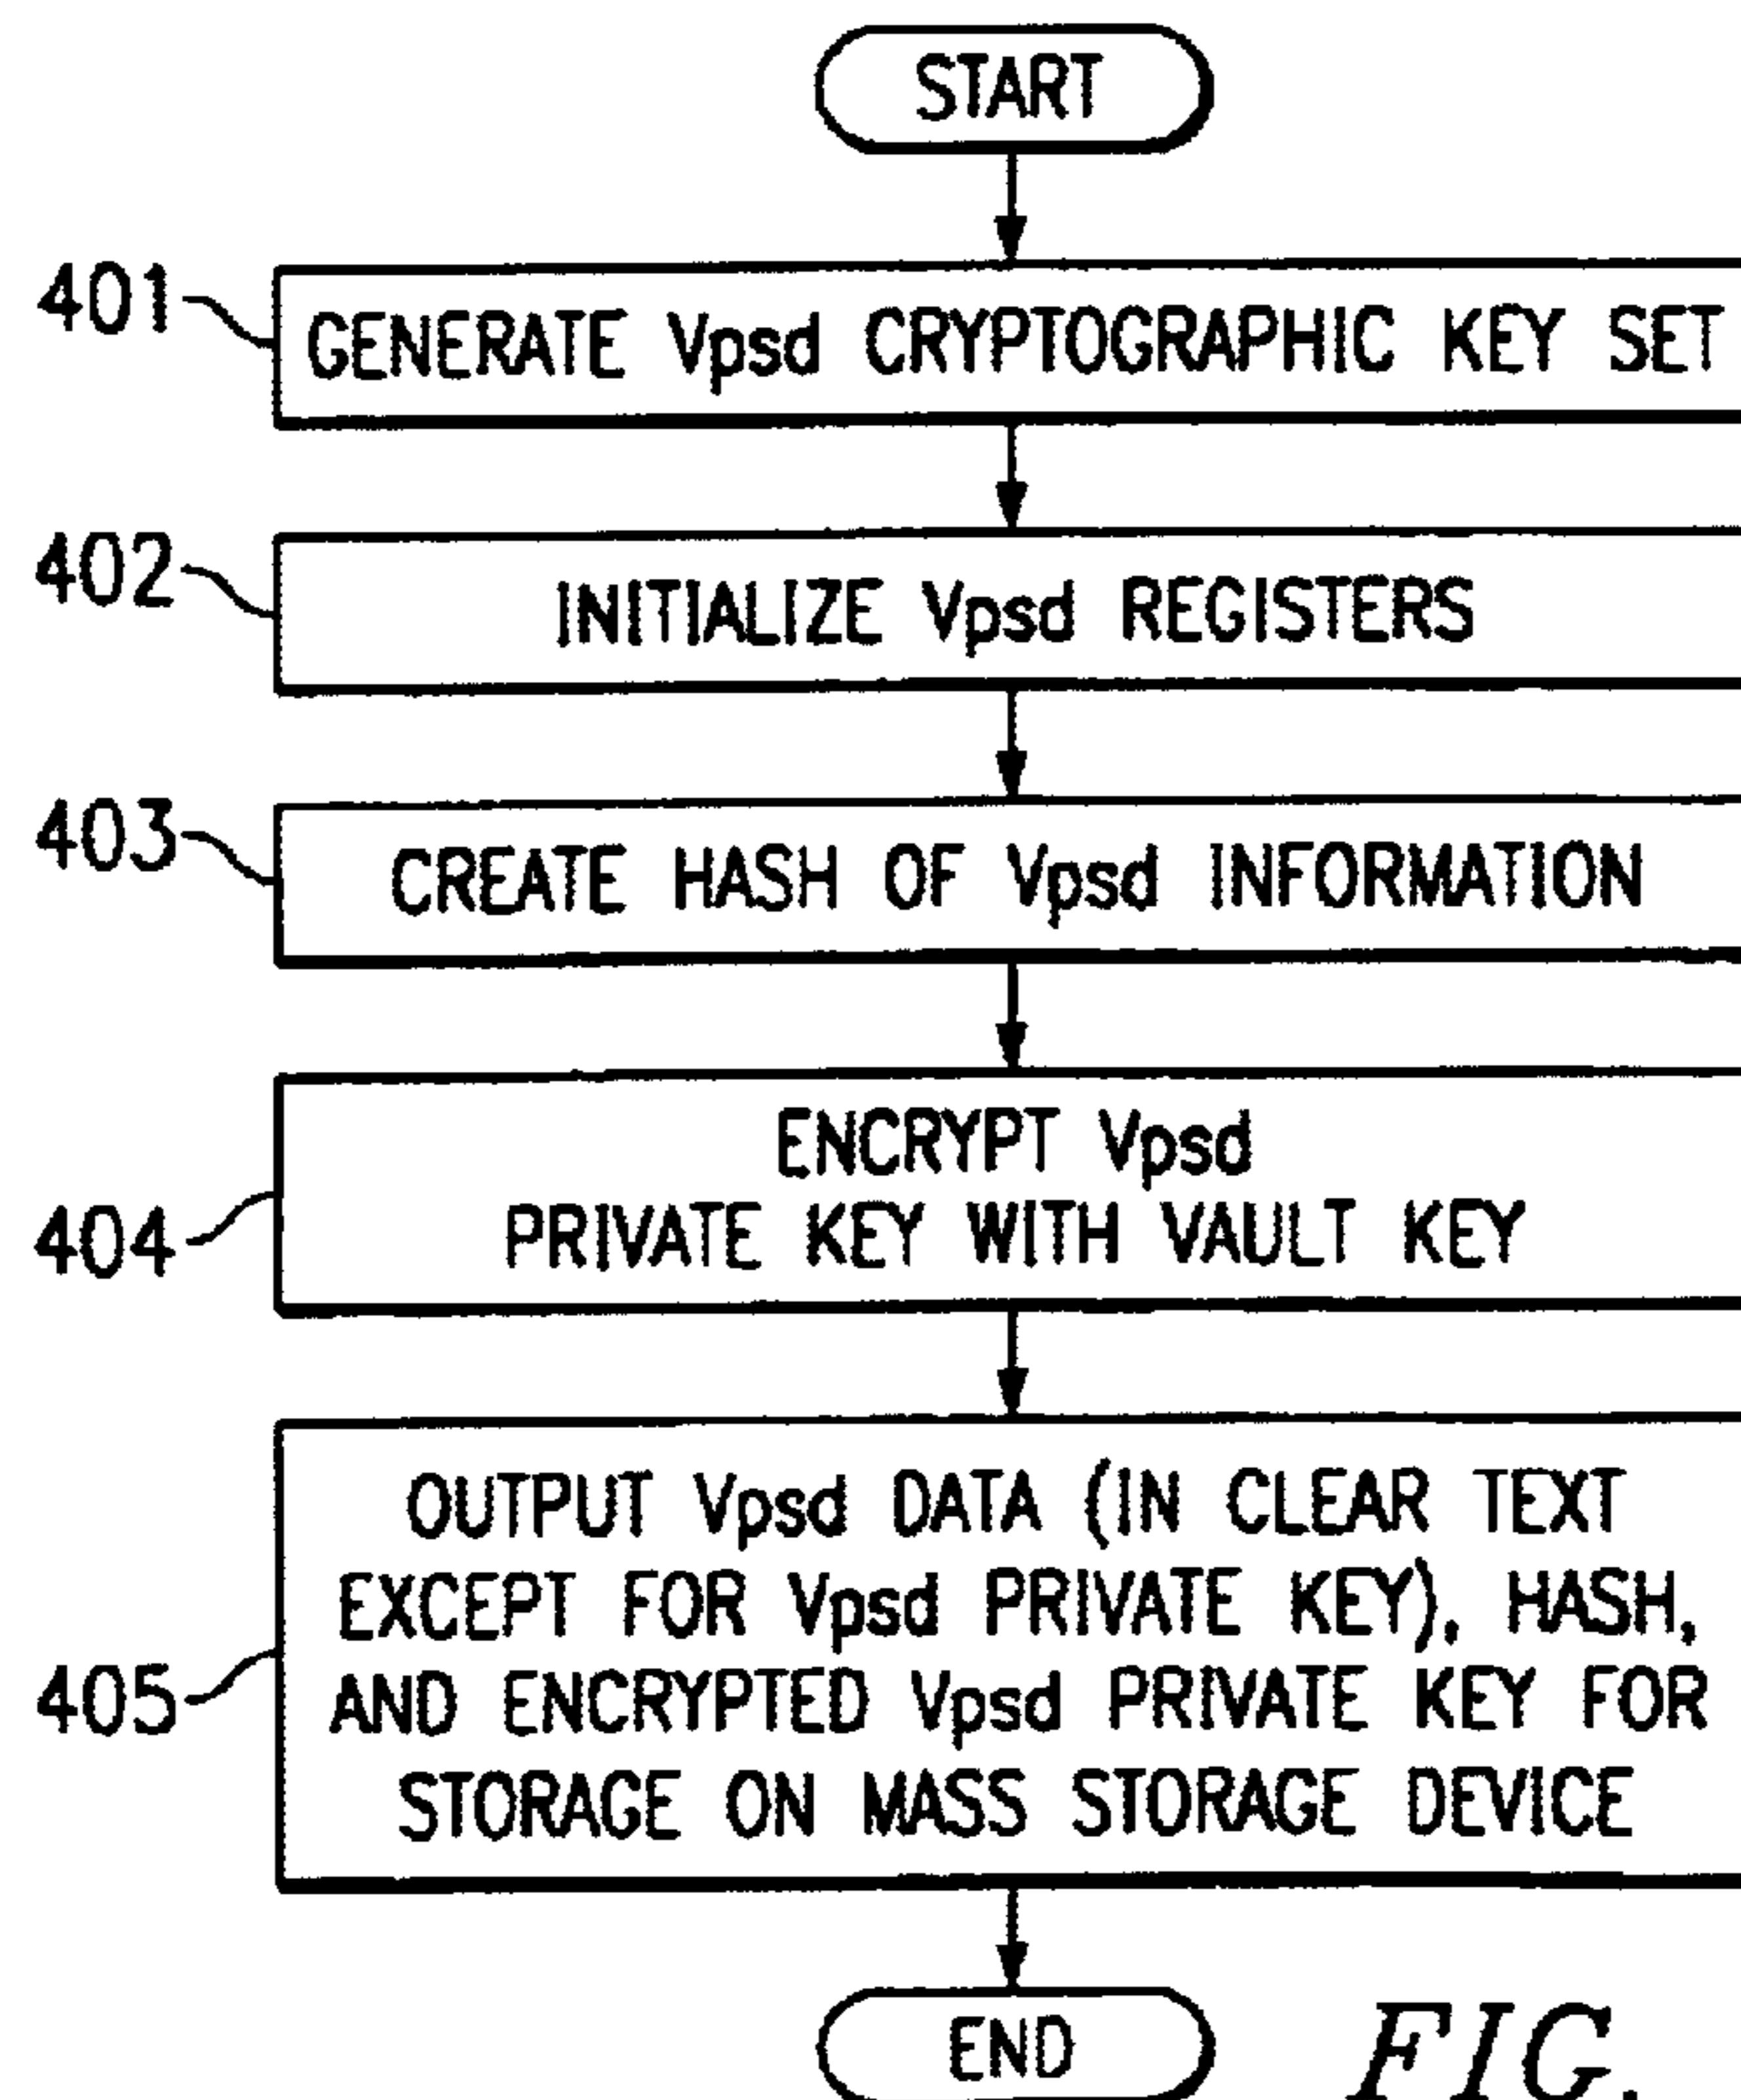 START
401
GENERATE Vpsd CRYPTOGRAPHIC KEY SET
402
INITIALIZE Vpsd REGISTERS
403
CREATE HASH OF Vpsd INFORMATION
ENCRYPT Vpsd
404
PRIVATE KEY WITH VAULT KEY
OUTPUT Vpsd DATA (IN CLEAR TEXT
EXCEPT FOR Vpsd PRIVATE KEY), HASH,
405
AND ENCRYPTED Vpsd PRIVATE KEY FOR
STORAGE ON MASS STORAGE DEVICE
END
FIG.